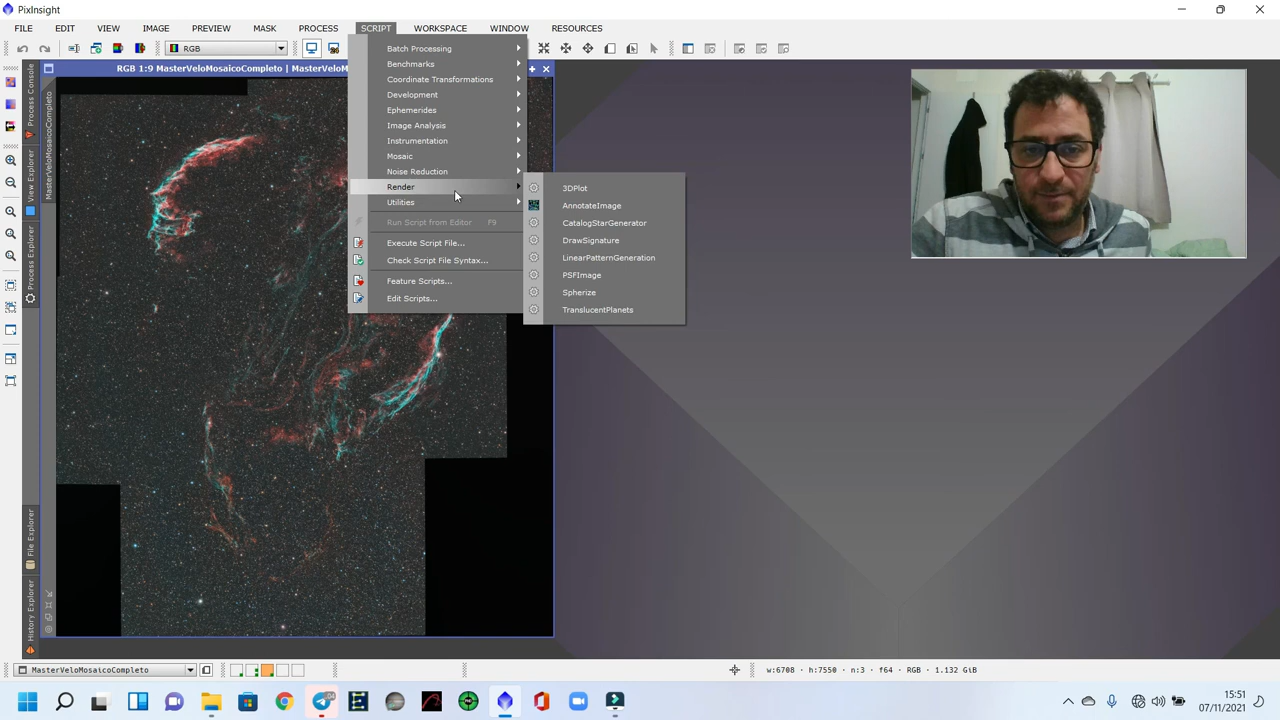 PixInsight
FILE EDIT VIEW IMAGE PREVIEW MASK PROCESS SCRIPT WORKSPACE WINDOW RESOURCES
RGB
RGB 1:9 MasterVeloMosaicoCompleto | MasterVeloM
Process Console
View Explorer
Process Explorer
File Explorer
History Explorer
MasterVeloMosaicoCompleto
Batch Processing
Benchmarks
Coordinate Transformations
Development
Ephemerides
Image Analysis
Instrumentation
Mosaic
Noise Reduction
Render
Utilities
Run Script from Editor F9
Execute Script File...
Check Script File Syntax...
Feature Scripts...
Edit Scripts...
3DPlot
AnnotateImage
CatalogStarGenerator
DrawSignature
LinearPatternGeneration
PSFImage
Spherize
TranslucentPlanets
MasterVeloMosaicoCompleto
w:6708 · h:7550 · n:3 · f64 · RGB · 1.132 GiB
15:51
07/11/2021